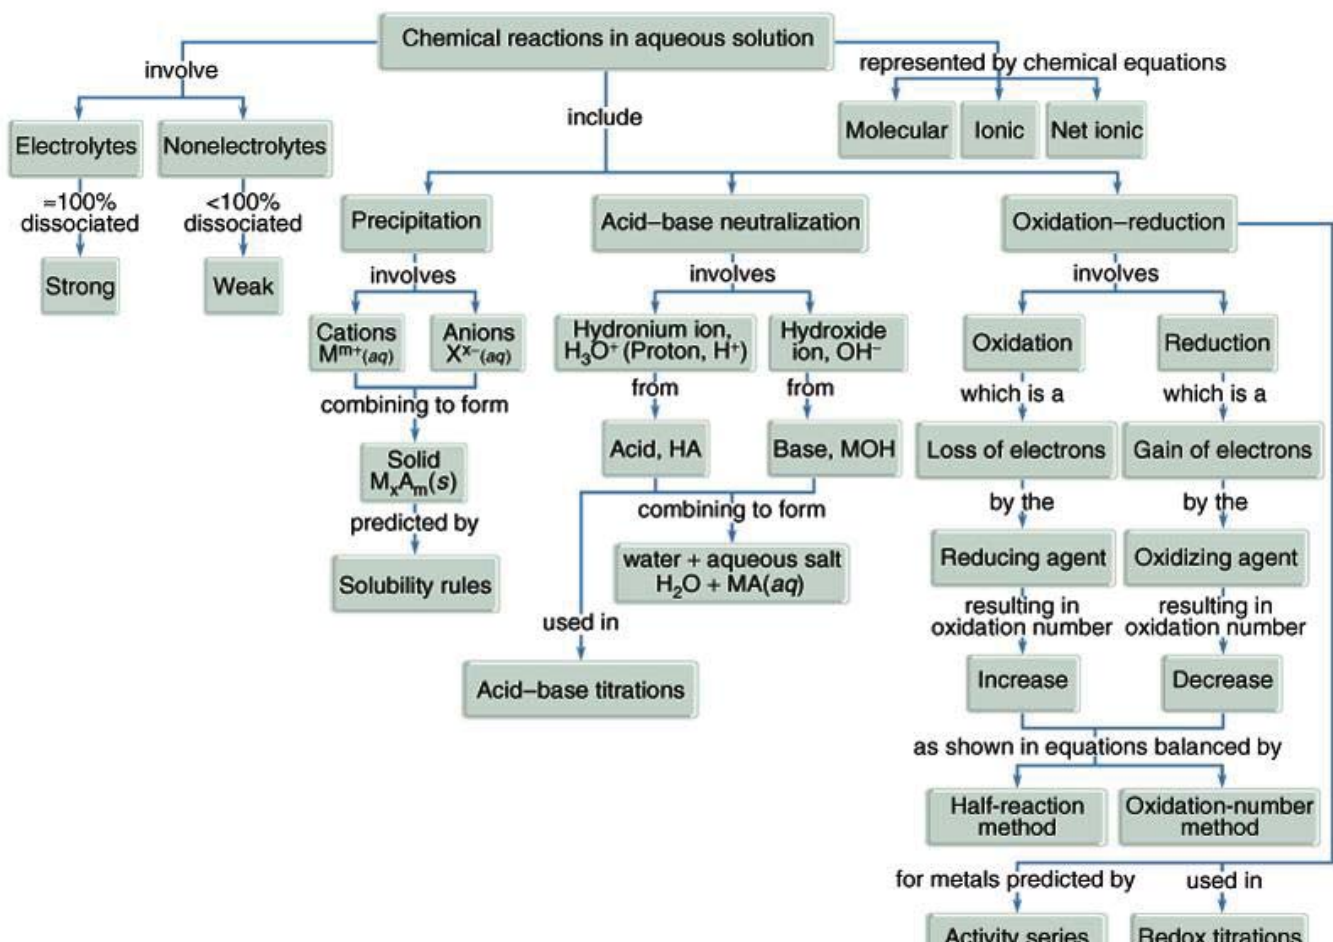 Chemical reactions in aqueous solution
involve
represented by chemical equations
include
Electrolytes
Nonelectrolytes
Molecular
Ionic
Net ionic
≈100%
dissociated
<100%
dissociated
Strong
Weak
Precipitation
Acid–base neutralization
Oxidation–reduction
involves
involves
involves
Cations
Mᵐ⁺(aq)
Anions
Xˣ⁻(aq)
Hydronium ion,
H₃O⁺ (Proton, H⁺)
Hydroxide
ion, OH⁻
Oxidation
Reduction
combining to form
from
from
which is a
which is a
Solid
MₓAₘ(s)
Acid, HA
Base, MOH
Loss of electrons
Gain of electrons
predicted by
combining to form
by the
by the
Solubility rules
water + aqueous salt
H₂O + MA(aq)
Reducing agent
Oxidizing agent
used in
resulting in
oxidation number
resulting in
oxidation number
Acid–base titrations
Increase
Decrease
as shown in equations balanced by
Half-reaction
method
Oxidation-number
method
for metals predicted by
used in
Activity series
Redox titrations